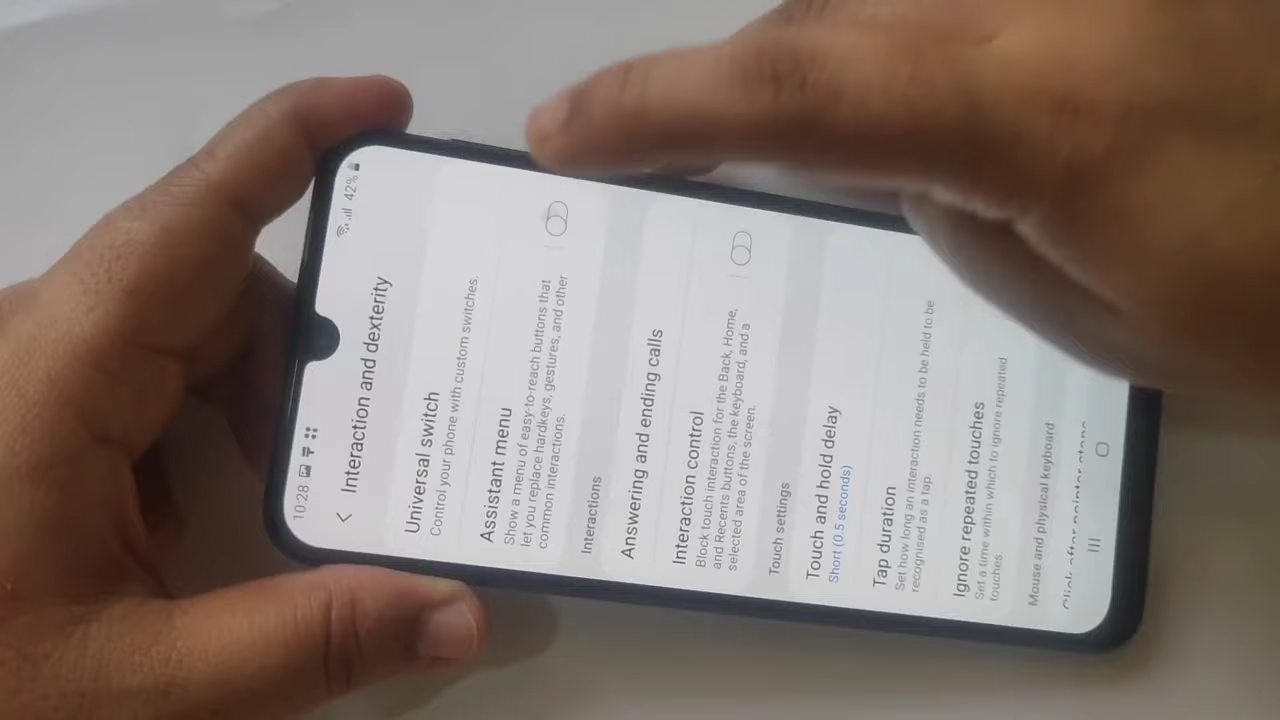 10:28
42%
Interaction and dexterity
Universal switch
Control your phone with custom switches.
Assistant menu
Show a menu of easy-to-reach buttons that
let you replace hardkeys, gestures, and other
common interactions.
Interactions
Answering and ending calls
Interaction control
Block touch interaction for the Back, Home,
and Recents buttons, the keyboard, and a
selected area of the screen.
Touch settings
Touch and hold delay
Short (0.5 seconds)
Tap duration
Set how long an interaction needs to be held to be
recognised as a tap.
Ignore repeated touches
Set a time within which to ignore repeated
touches.
Mouse and physical keyboard
Click after pointer stops